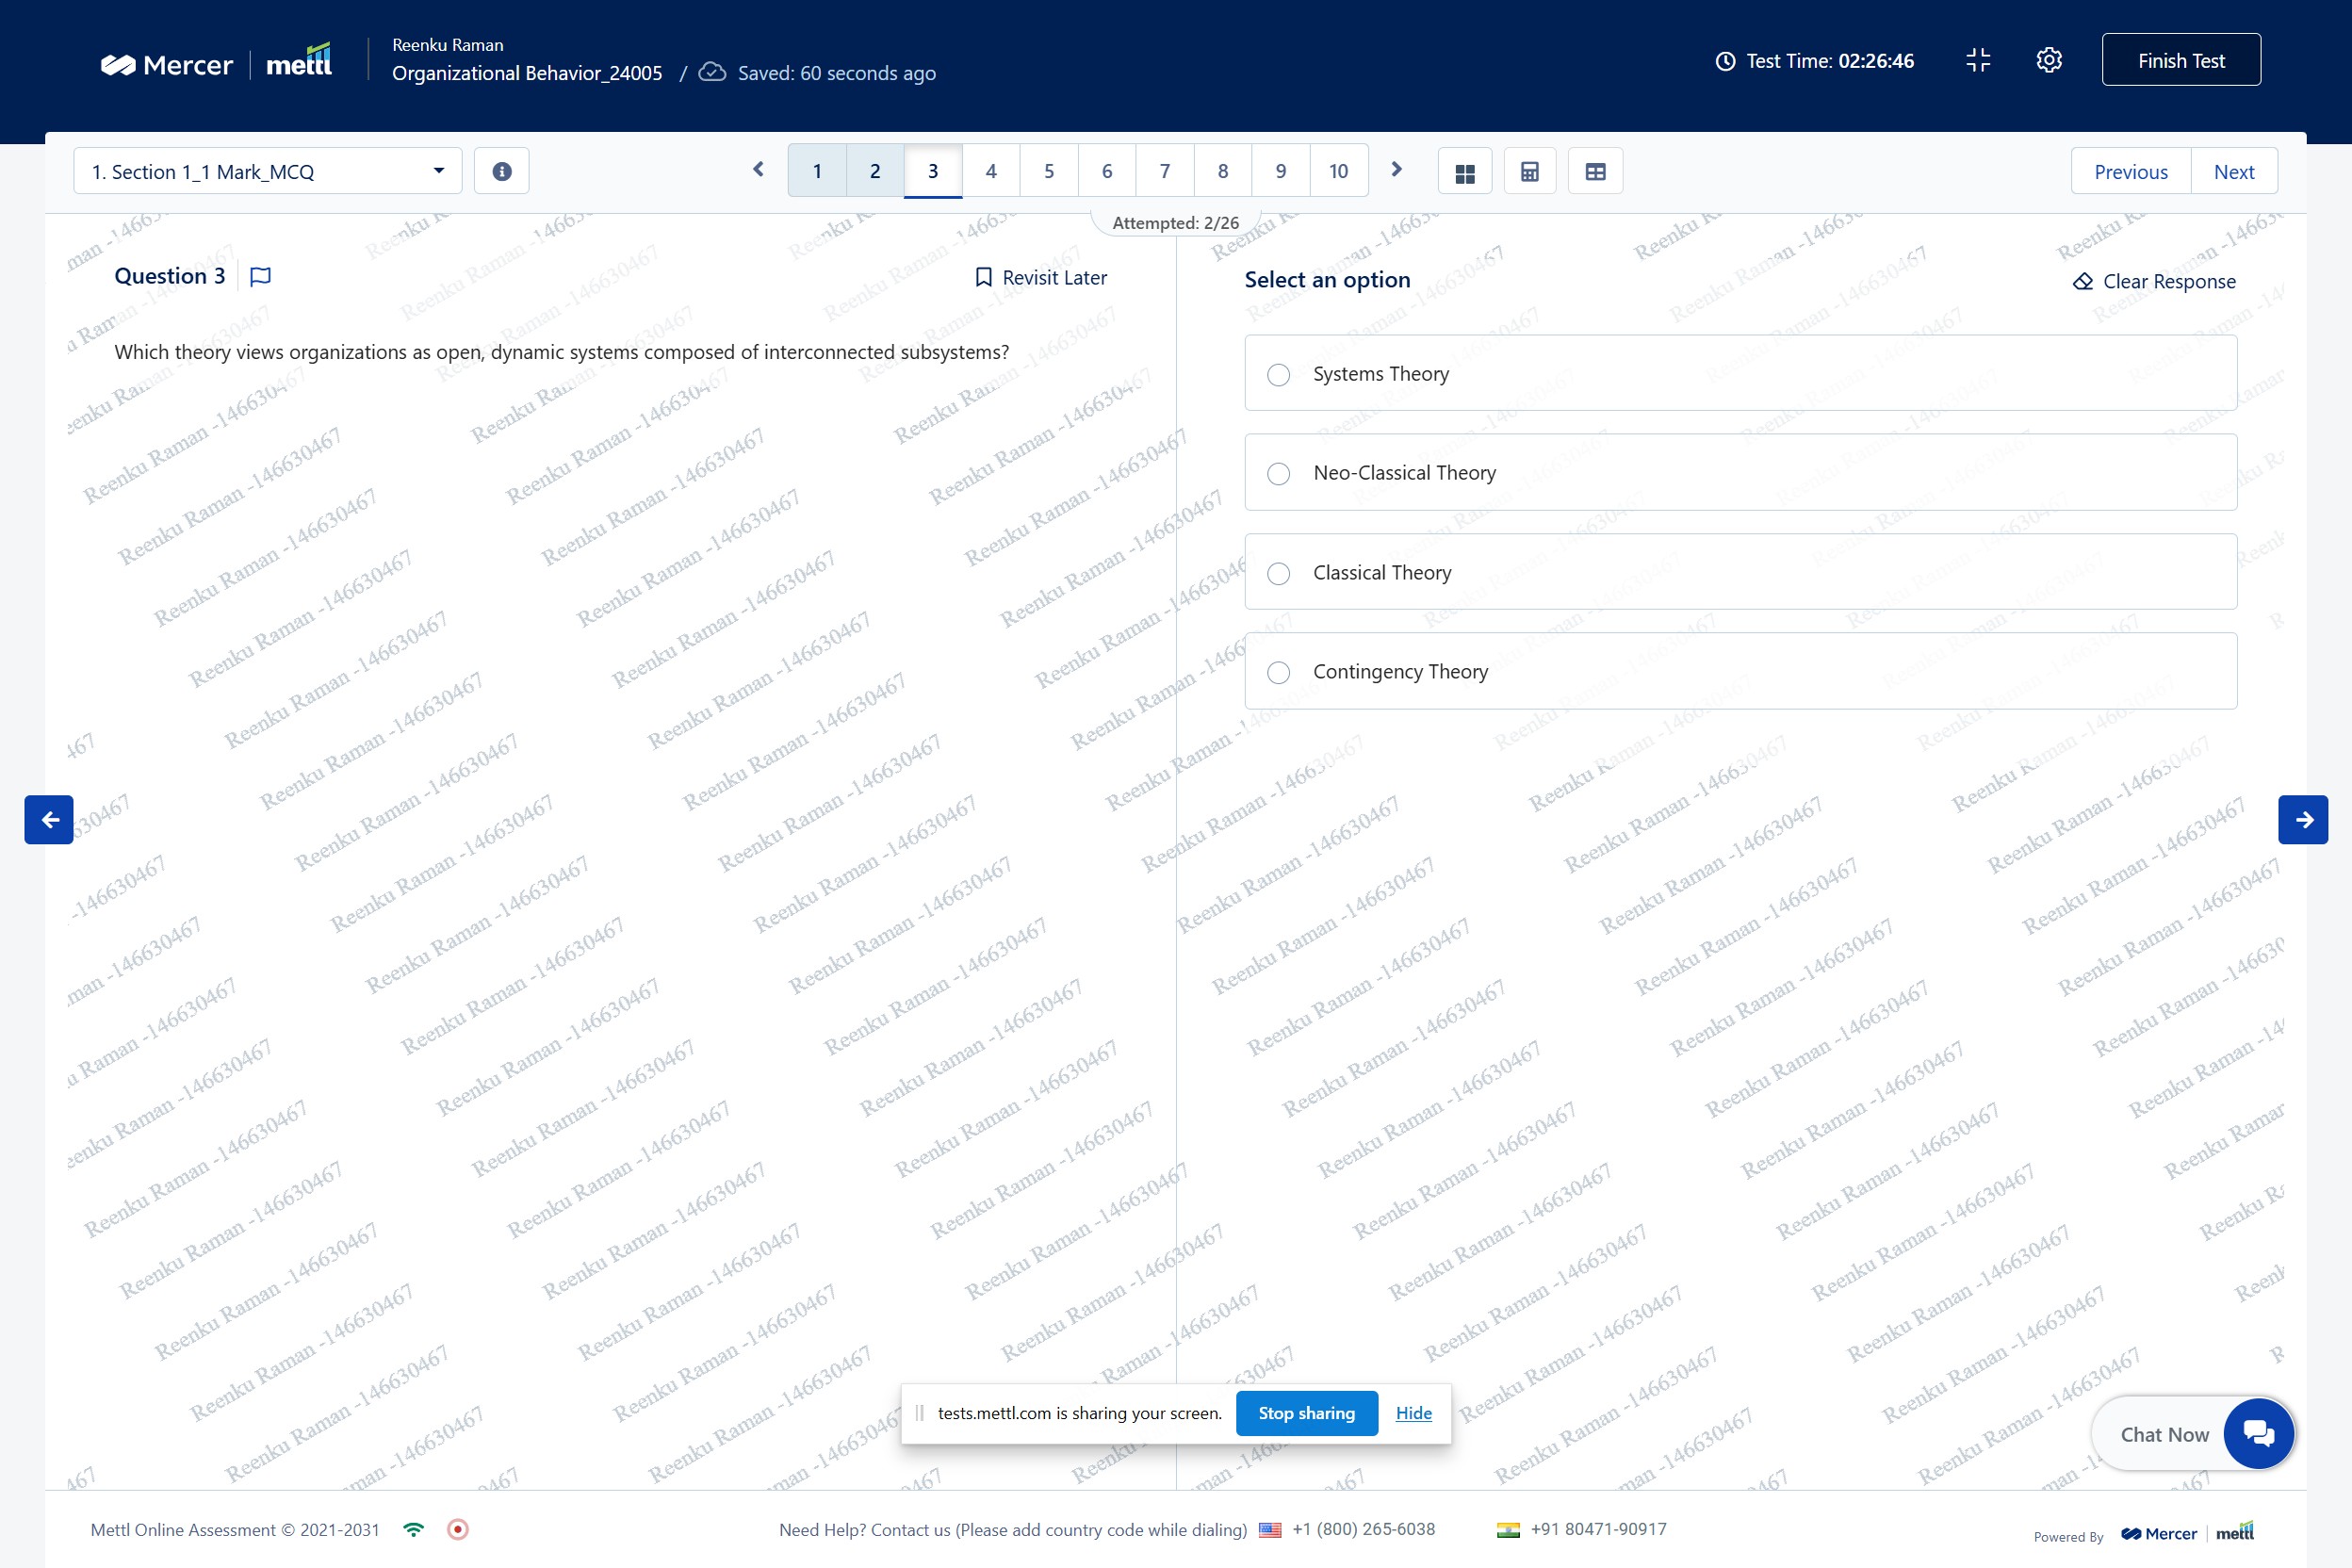 Mercer | mettl
Reenku Raman
Organizational Behavior_24005 / Saved: 60 seconds ago
Test Time: 02:26:46
Finish Test
1. Section 1_1 Mark_MCQ
1 2 3 4 5 6 7 8 9 10
Previous Next
Attempted: 2/26
Question 3
Revisit Later
Which theory views organizations as open, dynamic systems composed of interconnected subsystems?
Select an option
Clear Response
Systems Theory
Neo-Classical Theory
Classical Theory
Contingency Theory
Reenku Raman -146630467
tests.mettl.com is sharing your screen. Stop sharing Hide
Chat Now
Mettl Online Assessment © 2021-2031
Need Help? Contact us (Please add country code while dialing) +1 (800) 265-6038 +91 80471-90917
Powered By Mercer | mettl